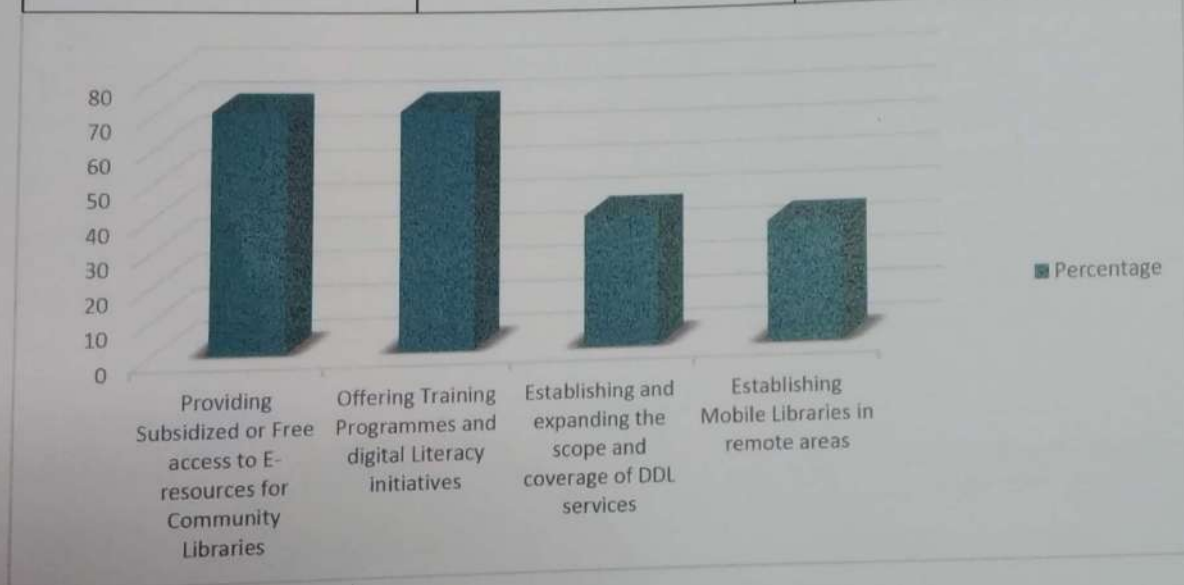 80
70
60
50
40
30
20
10
0
Providing
Subsidized or Free
access to E-
resources for
Community
Libraries
Offering Training
Programmes and
digital Literacy
initiatives
Establishing and
expanding the
scope and
coverage of DDL
services
Establishing
Mobile Libraries in
remote areas
Percentage